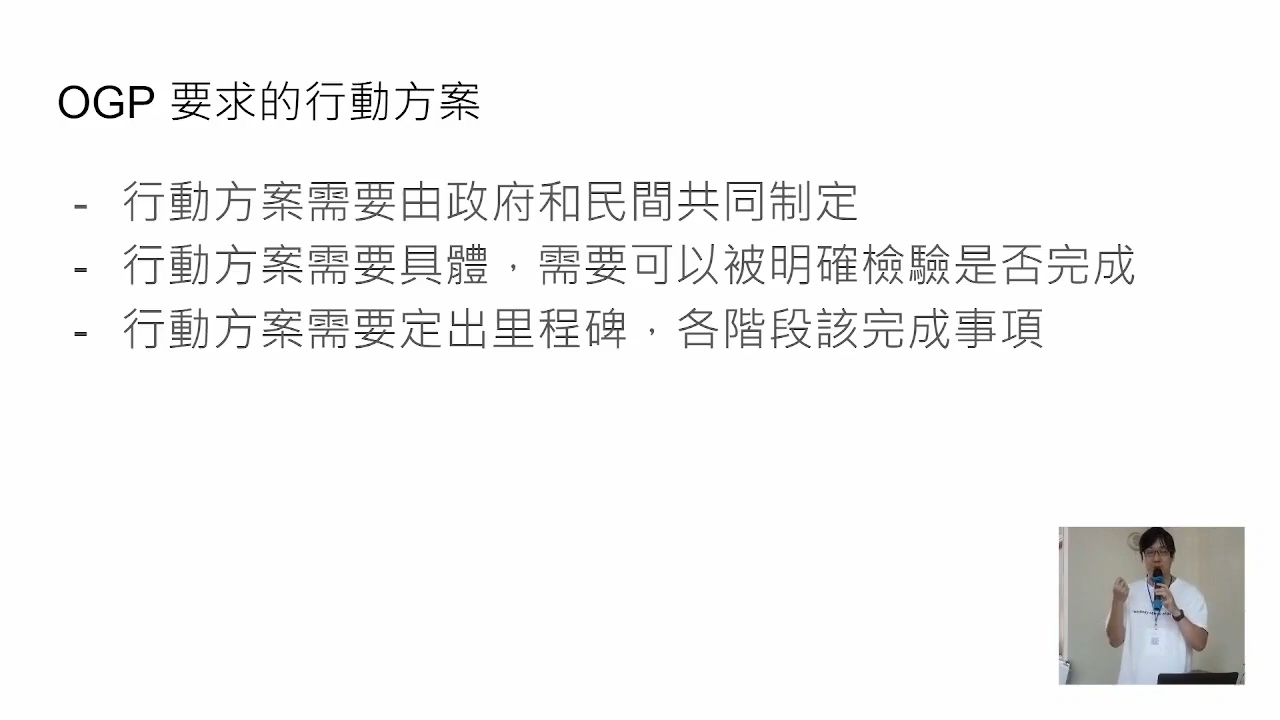 OGP 要求的行動方案
- 行動方案需要由政府和民間共同制定
- 行動方案需要具體，需要可以被明確檢驗是否完成
- 行動方案需要定出里程碑，各階段該完成事項